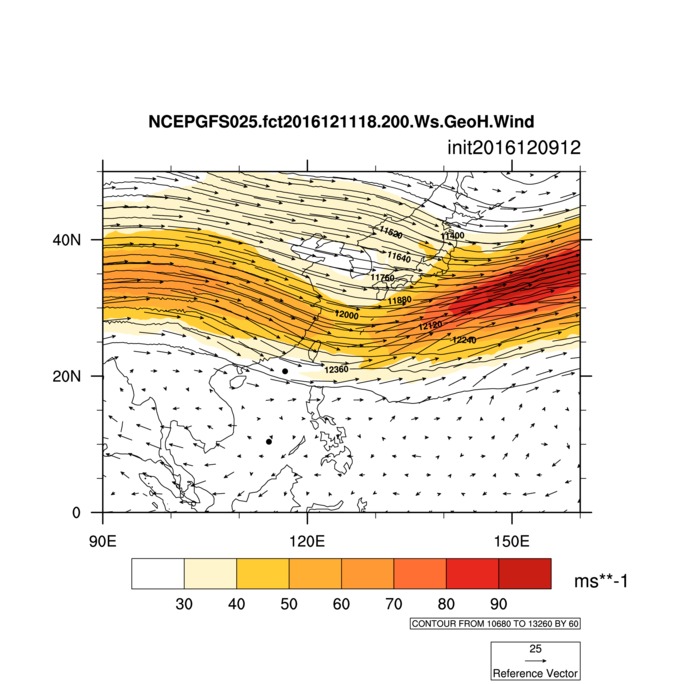 NCEPGFS025.fct2016121118.200.Ws.GeoH.Wind
init2016120912
11520
11400
40N
11640
11760
11880
12000
12120
12240
12360
20N
0
90E 120E 150E
30 40 50 60 70 80 90
ms**-1
CONTOUR FROM 10680 TO 13260 BY 60
25
Reference Vector